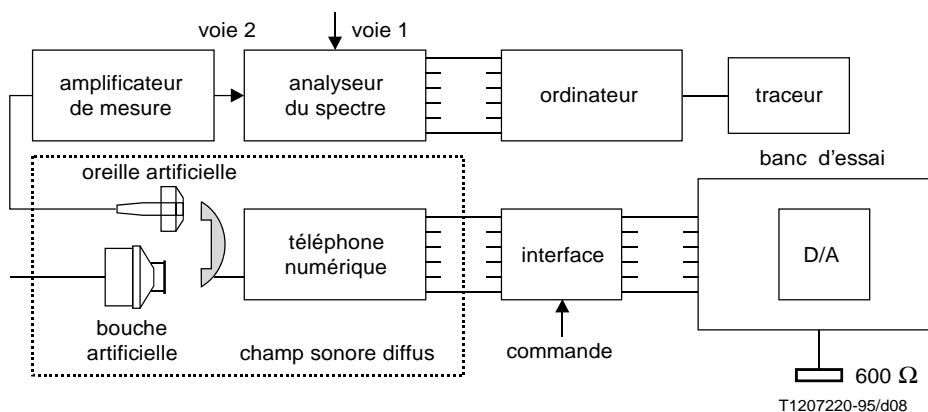 voie 2
voie 1
amplificateur
de mesure
analyseur
du spectre
ordinateur
traceur
banc d'essai
oreille artificielle
téléphone
numérique
interface
D/A
bouche
artificielle
champ sonore diffus
commande
600 Ω
T1207220-95/d08